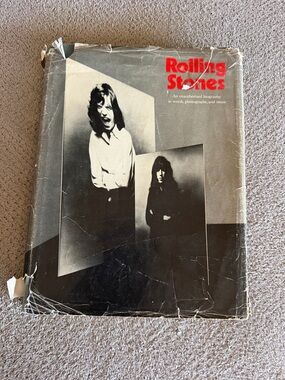 Rolling
Stones
An unauthorized biography
in words, photographs, and music